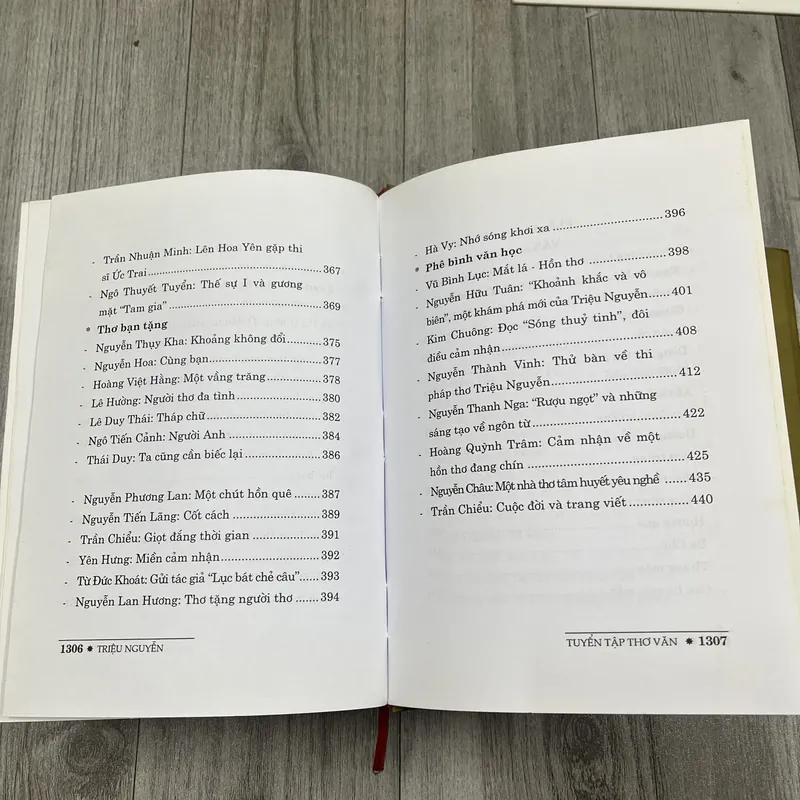 - Trần Nhuận Minh: Lên Hoa Yên gặp thi
sĩ Ức Trai ........ 367
- Ngô Thuyết Tuyển: Thế sự I và gương
mặt “Tam gia” ........ 369
* Thơ bạn tặng
- Nguyễn Thụy Kha: Khoảng không đổi ........ 375
- Nguyễn Hoa: Cùng bạn ........ 377
- Hoàng Việt Hằng: Một vầng trăng ........ 378
- Lê Hường: Người thơ đa tình ........ 380
- Lê Duy Thái: Tháp chữ ........ 382
- Ngô Tiến Cảnh: Người Anh ........ 384
- Thái Duy: Ta cũng cần biếc lại ........ 386
- Nguyễn Phương Lan: Một chút hồn quê ....... 387
- Nguyễn Tiến Lãng: Cốt cách ........ 389
- Trần Chiểu: Giọt đắng thời gian ........ 391
- Yên Hưng: Miền cảm nhận ........ 392
- Từ Đức Khoát: Gửi tác giả “Lục bát chẻ câu” ...... 393
- Nguyễn Lan Hương: Thơ tặng người thơ ....... 394
1306 * TRIỆU NGUYỄN
- Hà Vy: Nhớ sóng khơi xa ........ 396
* Phê bình văn học
- Vũ Bình Lục: Mắt lá - Hồn thơ ........ 398
- Nguyễn Hữu Tuân: “Khoảnh khắc và vô
biên”, một khám phá mới của Triệu Nguyễn ...... 401
- Kim Chuông: Đọc “Sóng thuỷ tinh”, đôi
điều cảm nhận ........ 408
- Nguyễn Thành Vinh: Thử bàn về thi
pháp thơ Triệu Nguyễn ........ 412
- Nguyễn Thanh Nga: “Rượu ngọt” và những
sáng tạo về ngôn từ ........ 422
- Hoàng Quỳnh Trâm: Cảm nhận về một
hồn thơ đang chín ........ 425
- Nguyễn Châu: Một nhà thơ tâm huyết yêu nghề ...... 435
- Trần Chiểu: Cuộc đời và trang viết ........ 440
TUYỂN TẬP THƠ VĂN * 1307